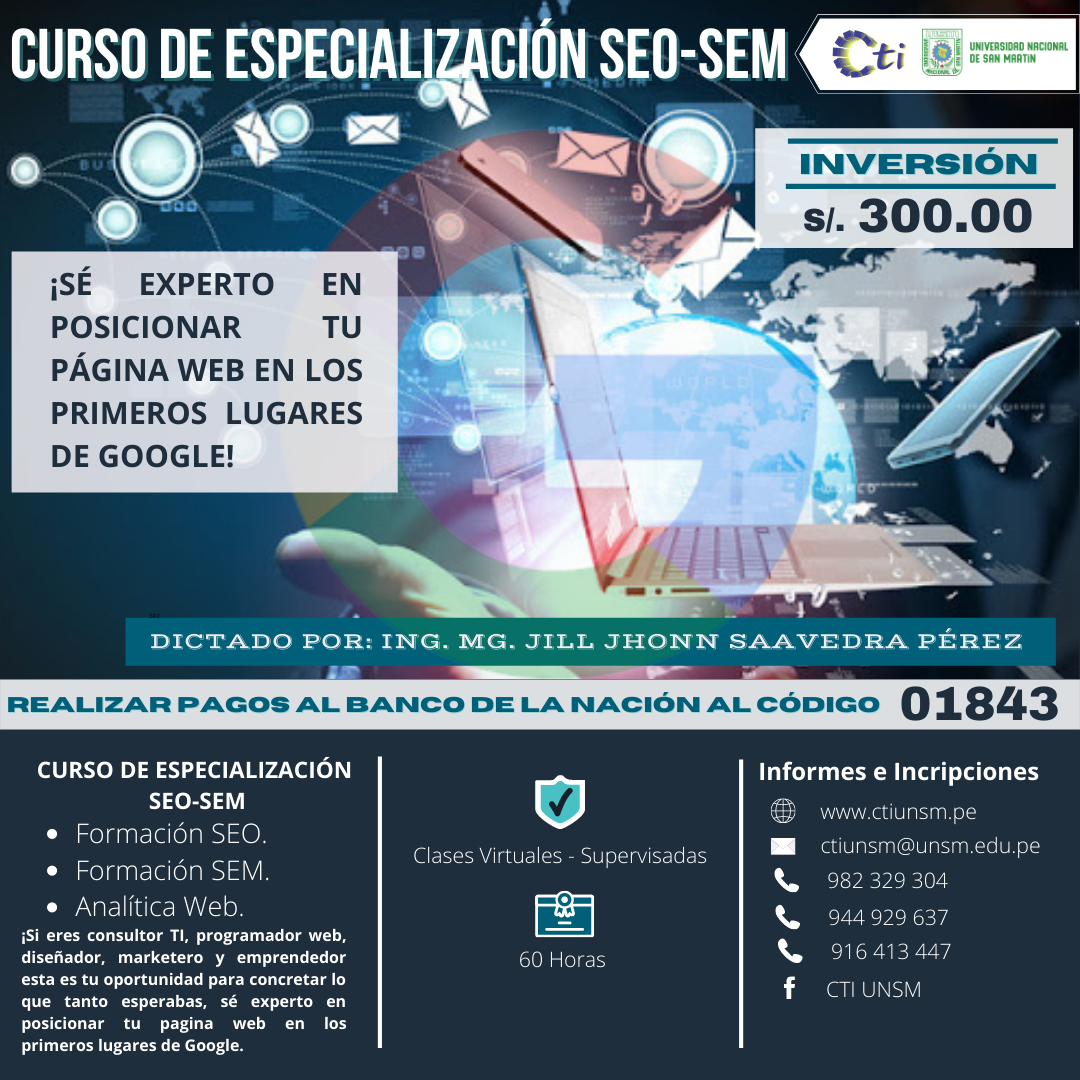 CURSO DE ESPECIALIZACIÓN SEO-SEM
Cti
UNIVERSIDAD NACIONAL
DE SAN MARTIN
INVERSIÓN
S/. 300.00
¡SÉ EXPERTO EN
POSICIONAR TU
PÁGINA WEB EN LOS
PRIMEROS LUGARES
DE GOOGLE!
WORLD
DICTADO POR: ING. MG. JILL JHONN SAAVEDRA PÉREZ
REALIZAR PAGOS AL BANCO DE LA NACIÓN AL CÓDIGO 01843
CURSO DE ESPECIALIZACIÓN
SEO-SEM
• Formación SEO.
• Formación SEM.
• Analítica Web.
¡Si eres consultor TI, programador web,
diseñador, marketero y emprendedor
esta es tu oportunidad para concretar lo
que tanto esperabas, sé experto en
posicionar tu pagina web en los
primeros lugares de Google.
Clases Virtuales - Supervisadas
60 Horas
Informes e Incripciones
www.ctiunsm.pe
ctiunsm@unsm.edu.pe
982 329 304
944 929 637
916 413 447
CTI UNSM